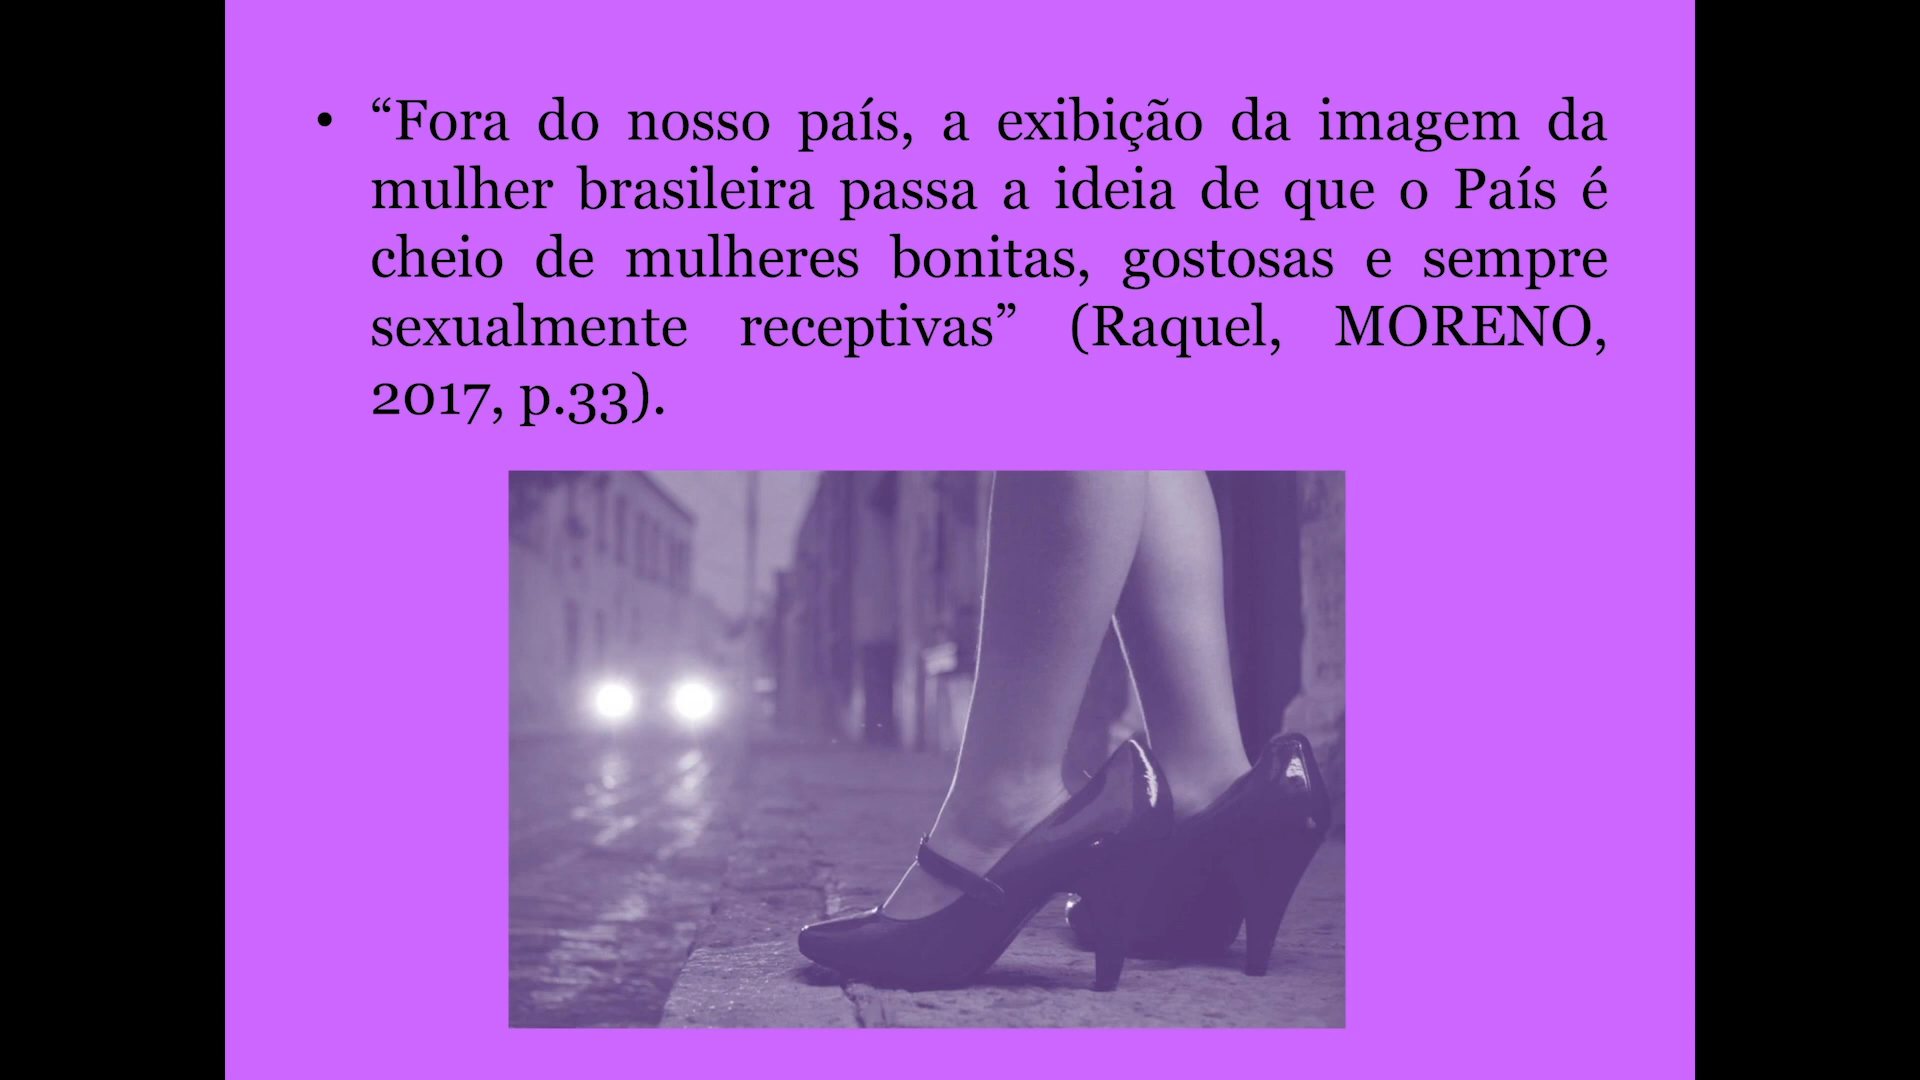 • “Fora do nosso país, a exibição da imagem da
mulher brasileira passa a ideia de que o País é
cheio de mulheres bonitas, gostosas e sempre
sexualmente receptivas” (Raquel, MORENO,
2017, p.33).